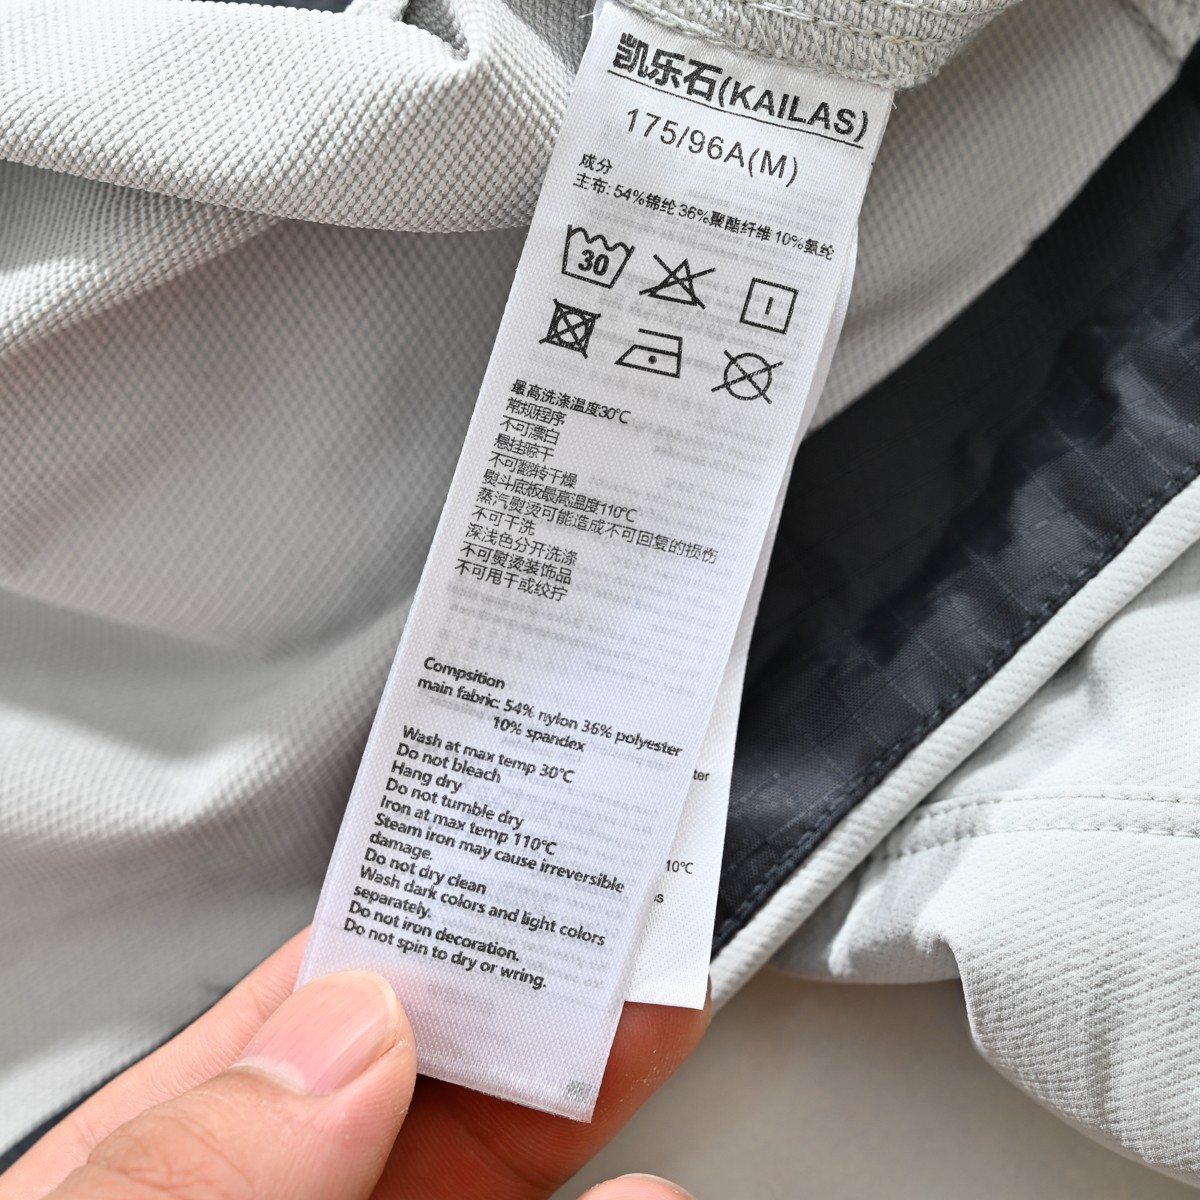 凯乐石(KAILAS)
175/96A(M)
成分
主布: 54%锦纶 36%聚酯纤维 10%氨纶
30
最高洗涤温度30℃
常规程序
不可漂白
悬挂晾干
不可翻转干燥
熨斗底板最高温度110℃
蒸汽熨烫可能造成不可回复的损伤
不可干洗
深浅色分开洗涤
不可熨烫装饰品
不可甩干或绞拧
Compsition
main fabric: 54% nylon 36% polyester
10% spandex
Wash at max temp 30℃
Do not bleach
Hang dry
Do not tumble dry
Iron at max temp 110℃
Steam iron may cause irreversible
damage.
Do not dry clean
Wash dark colors and light colors
separately.
Do not iron decoration.
Do not spin to dry or wring.
ter
10℃
ss